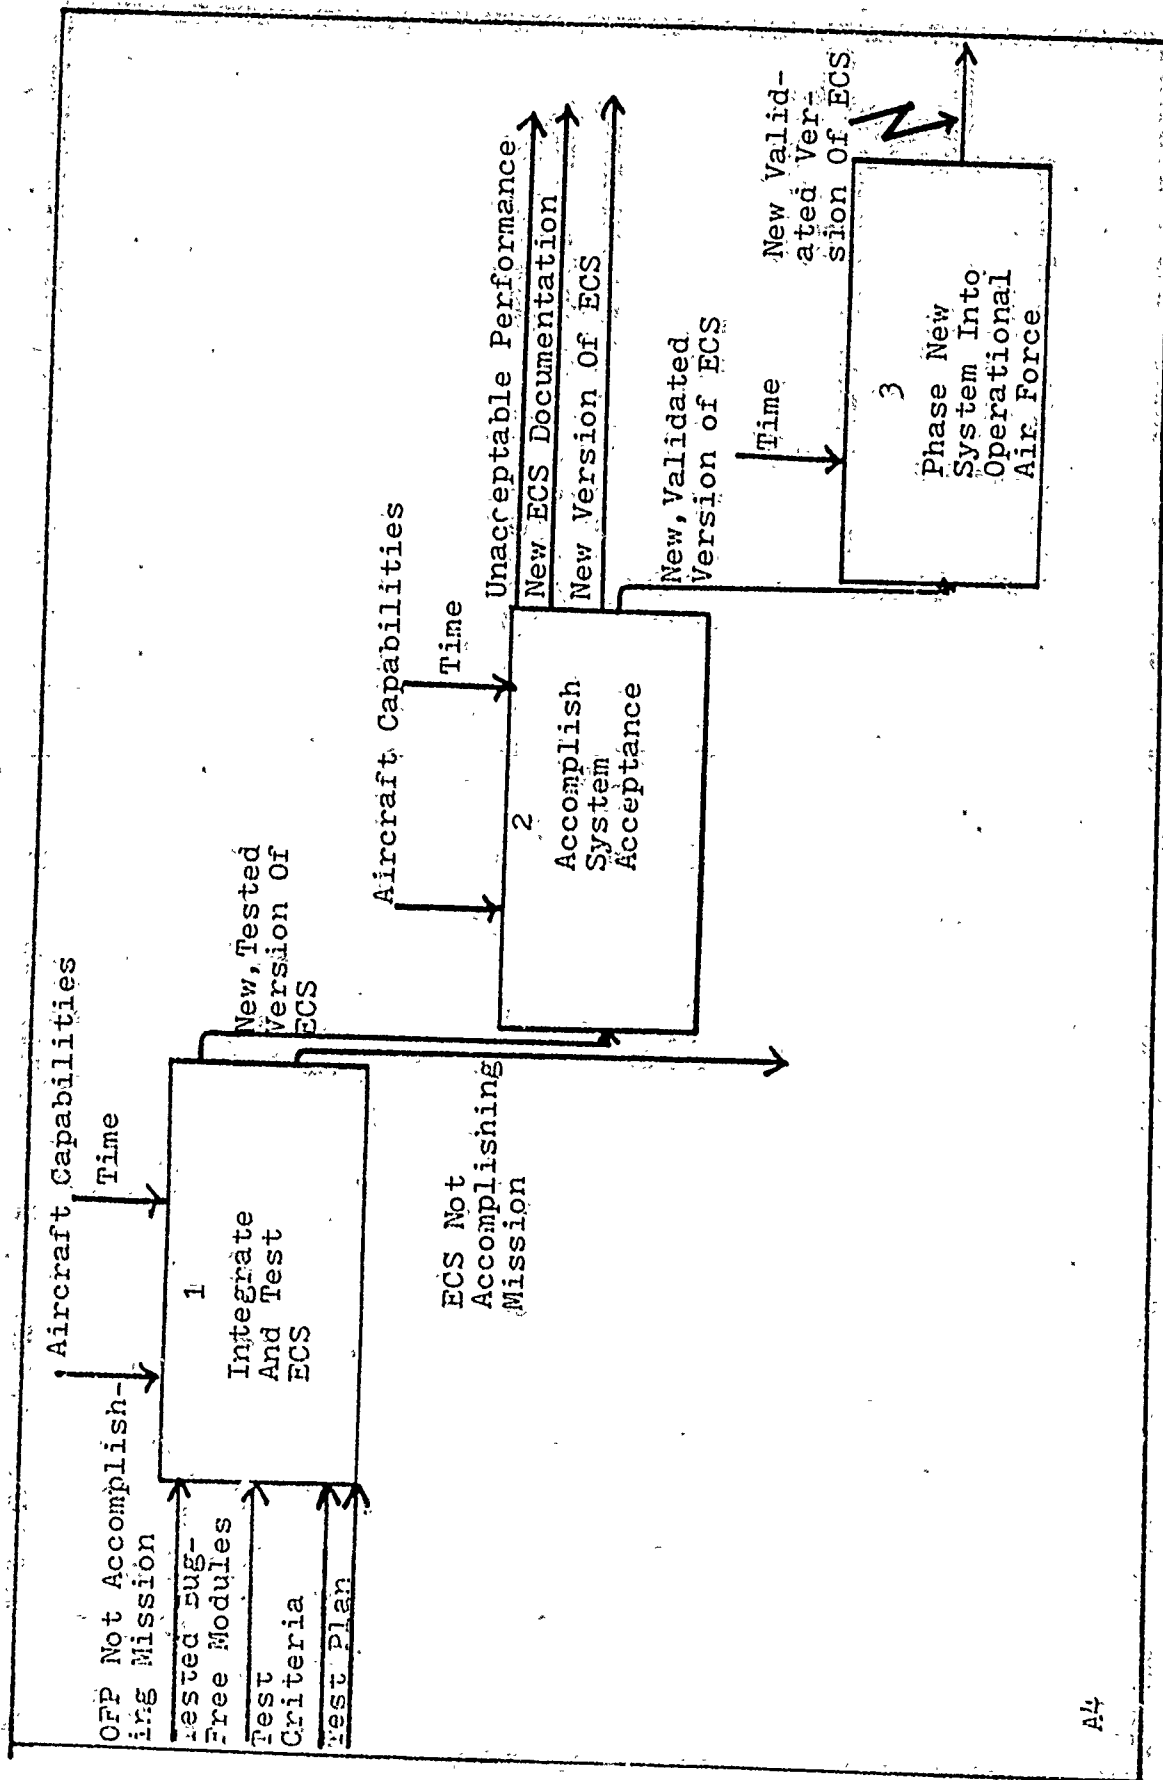 Aircraft Capabilities
Time
OFP Not Accomplish-
ing Mission
Tested Bug-
Free Modules
Test
Criteria
Test Plan
1
Integrate
And Test
ECS
New,Tested
Version Of
ECS
ECS Not
Accomplishing
Mission
Aircraft Capabilities
Time
2
Accomplish
System
Acceptance
Unacceptable Performance
New ECS Documentation
New Version Of ECS
New,Validated
Version of ECS
Time
3
Phase New
System Into
Operational
Air Force
New Valid-
ated Ver-
sion Of ECS
A4